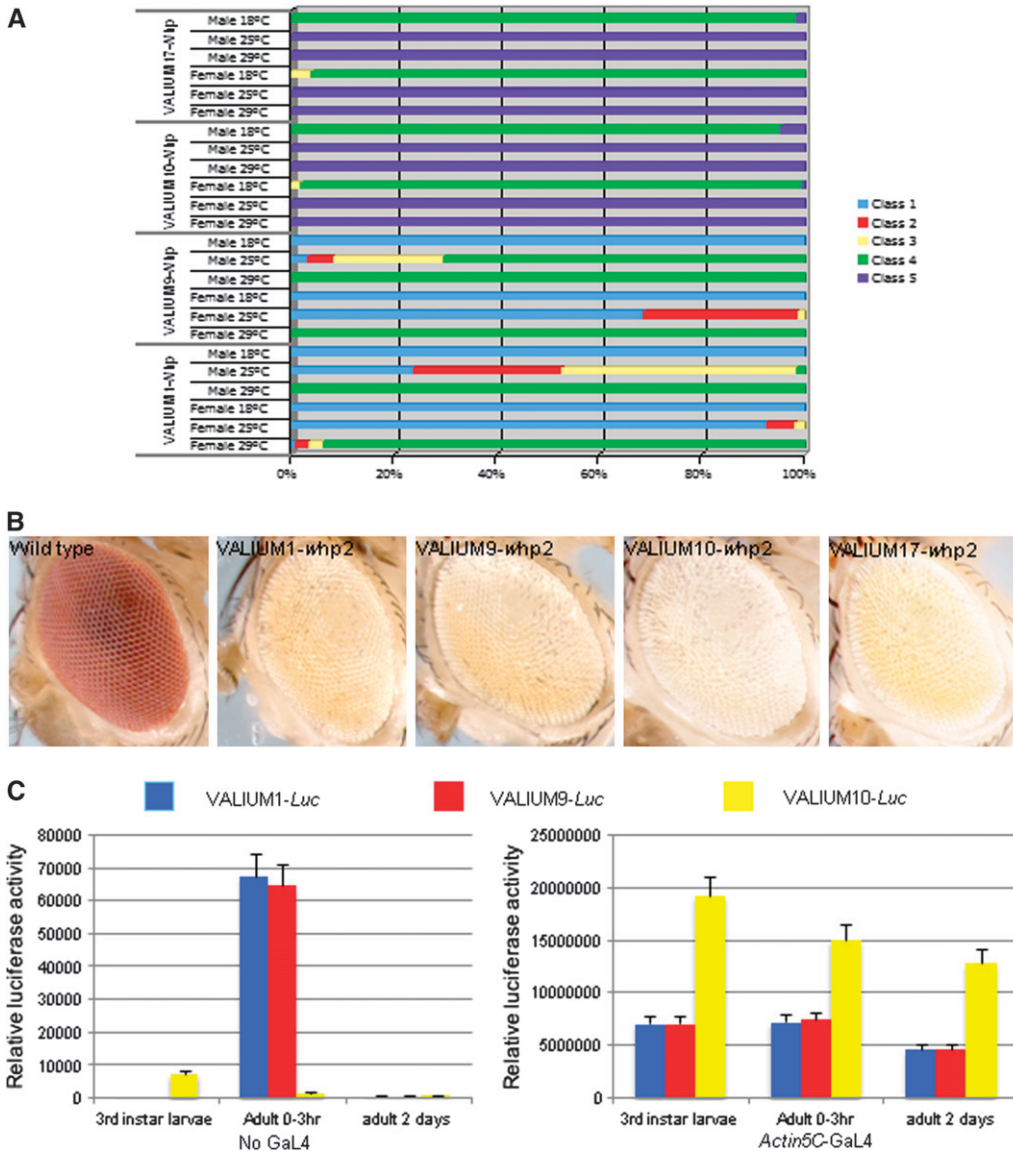 A
VALIUM17-Whp
Male 18ºC
Male 25ºC
Male 29ºC
Female 18ºC
Female 25ºC
Female 29ºC
VALIUM10-Whp
Male 18ºC
Male 25ºC
Male 29ºC
Female 18ºC
Female 25ºC
Female 29ºC
VALIUM9-Whp
Male 18ºC
Male 25ºC
Male 29ºC
Female 18ºC
Female 25ºC
Female 29ºC
VALIUM1-Whp
Male 18ºC
Male 25ºC
Male 29ºC
Female 18ºC
Female 25ºC
Female 29ºC
0% 20% 40% 60% 80% 100%
Class 1
Class 2
Class 3
Class 4
Class 5
B
Wild type
VALIUM1-whp2
VALIUM9-whp2
VALIUM10-whp2
VALIUM17-whp2
C
VALIUM1-Luc
VALIUM9-Luc
VALIUM10-Luc
Relative luciferase activity
80000
70000
60000
50000
40000
30000
20000
10000
0
3rd instar larvae Adult 0-3hr adult 2 days
No GaL4
Relative luciferase activity
25000000
20000000
15000000
10000000
5000000
0
3rd instar larvae Adult 0-3hr adult 2 days
Actin5C-GaL4